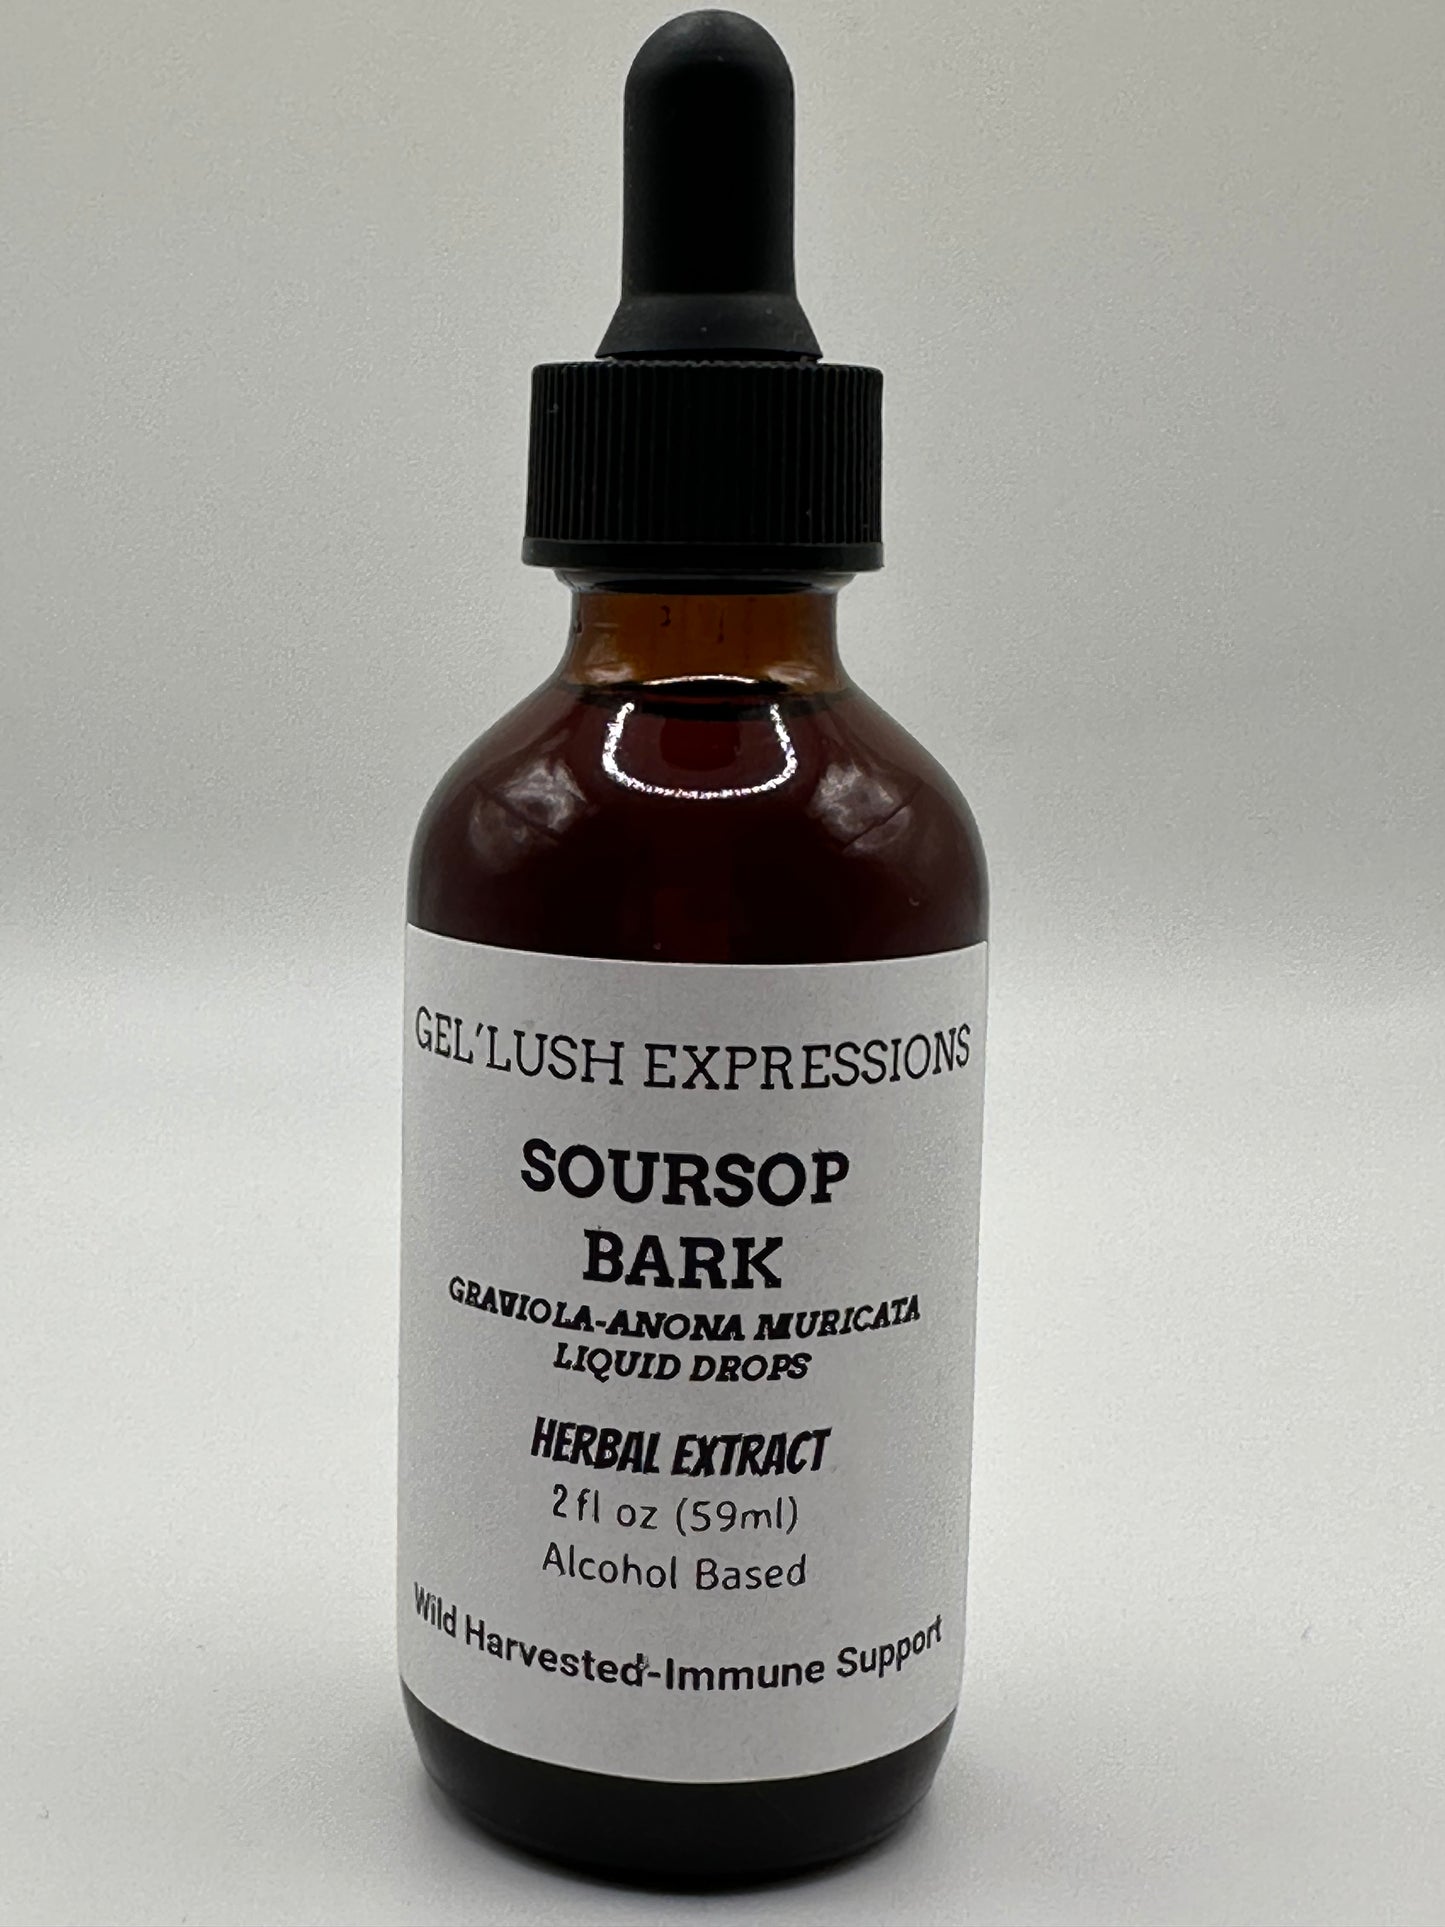 GEL'LUSH EXPRESSIONS
SOURSOP
BARK
GRAVIOLA-ANONA MURICATA
LIQUID DROPS
HERBAL EXTRACT
2 fl oz (59ml)
Alcohol Based
Wild Harvested-Immune Support